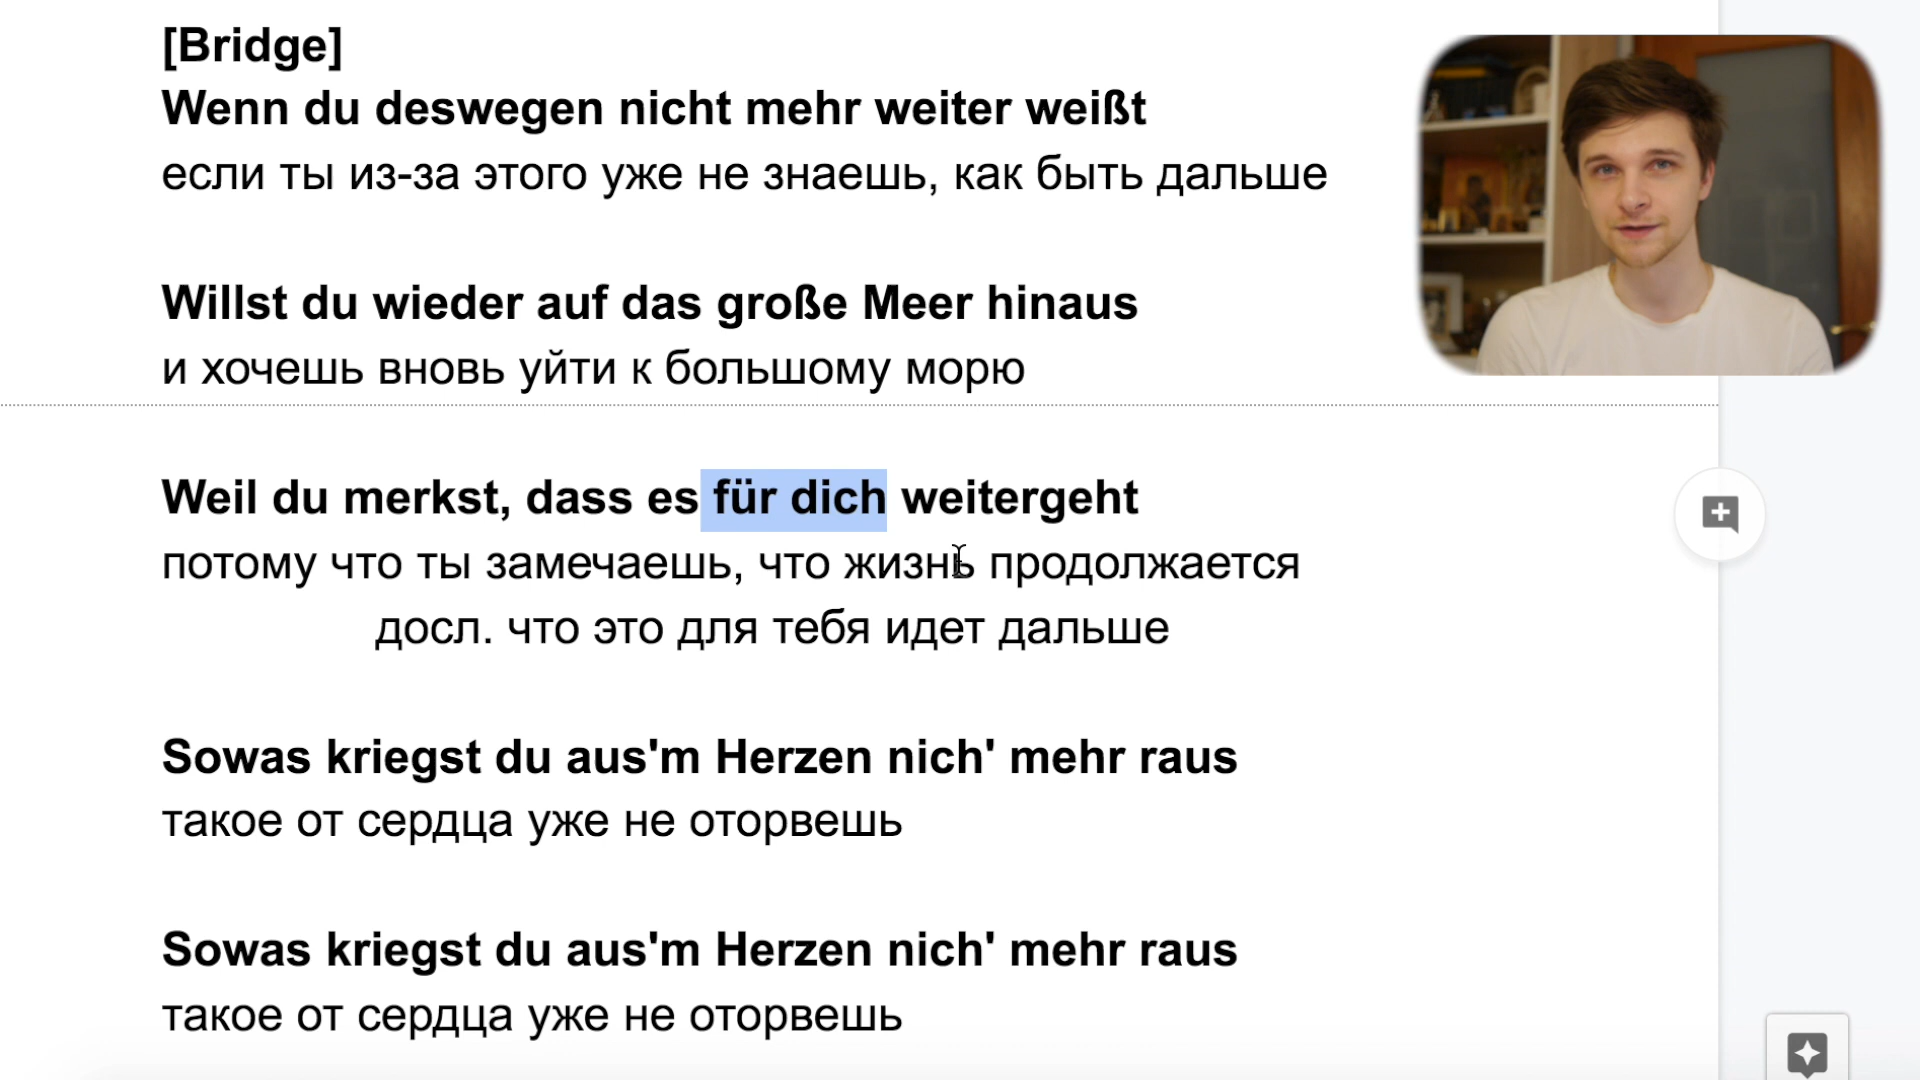 [Bridge]
Wenn du deswegen nicht mehr weiter weißt
если ты из-за этого уже не знаешь, как быть дальше
Willst du wieder auf das große Meer hinaus
и хочешь вновь уйти к большому морю
Weil du merkst, dass es für dich weitergeht
потому что ты замечаешь, что жизнь продолжается
досл. что это для тебя идет дальше
Sowas kriegst du aus'm Herzen nich' mehr raus
такое от сердца уже не оторвешь
Sowas kriegst du aus'm Herzen nich' mehr raus
такое от сердца уже не оторвешь